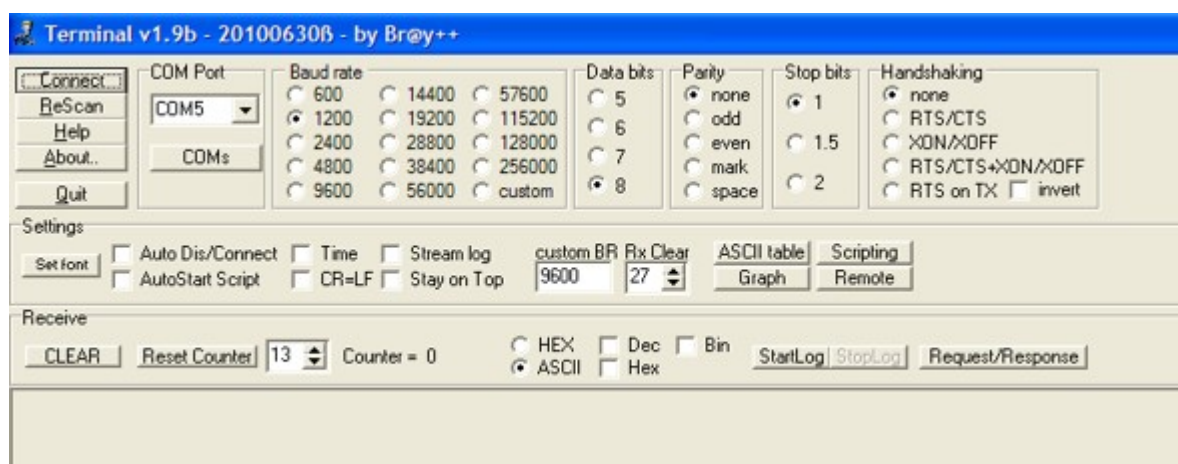 Terminal v1.9b - 20100630ß - by Br@y++
Connect
ReScan
Help
About..
Quit
COM Port
COM5
COMs
Baud rate
600 14400 57600
1200 19200 115200
2400 28800 128000
4800 38400 256000
9600 56000 custom
Data bits
5
6
7
8
Parity
none
odd
even
mark
space
Stop bits
1
1.5
2
Handshaking
none
RTS/CTS
XON/XOFF
RTS/CTS+XON/XOFF
RTS on TX invert
Settings
Set font
Auto Dis/Connect Time Stream log
AutoStart Script CR=LF Stay on Top
custom BR Rx Clear
9600 27
ASCII table Scripting
Graph Remote
Receive
CLEAR Reset Counter 13 Counter = 0
HEX Dec Bin
ASCII Hex
StartLog StopLog Request/Response